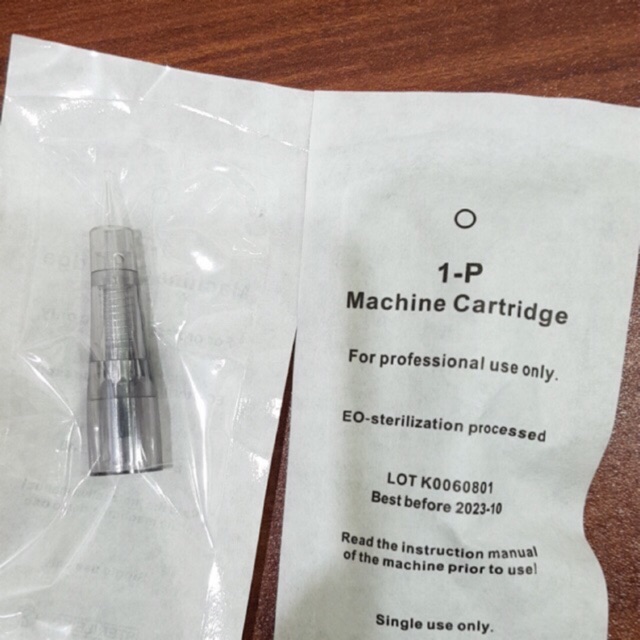 1-P
Machine Cartridge
For professional use only.
EO-sterilization processed
LOT K0060801
Best before 2023-10
Read the instruction manual
of the machine prior to use!
Single use only.